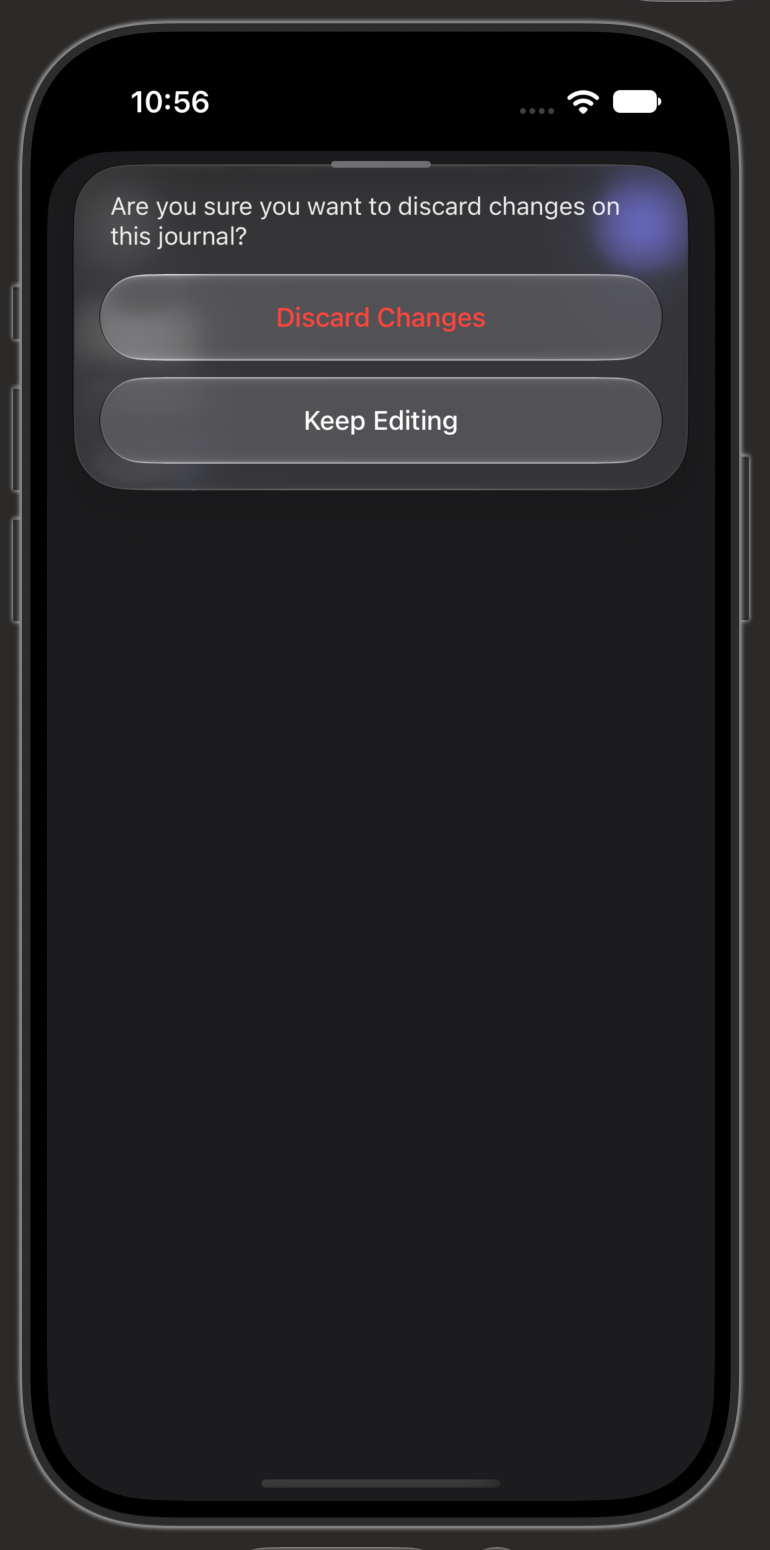 10:56
Are you sure you want to discard changes on
this journal?
Discard Changes
Keep Editing